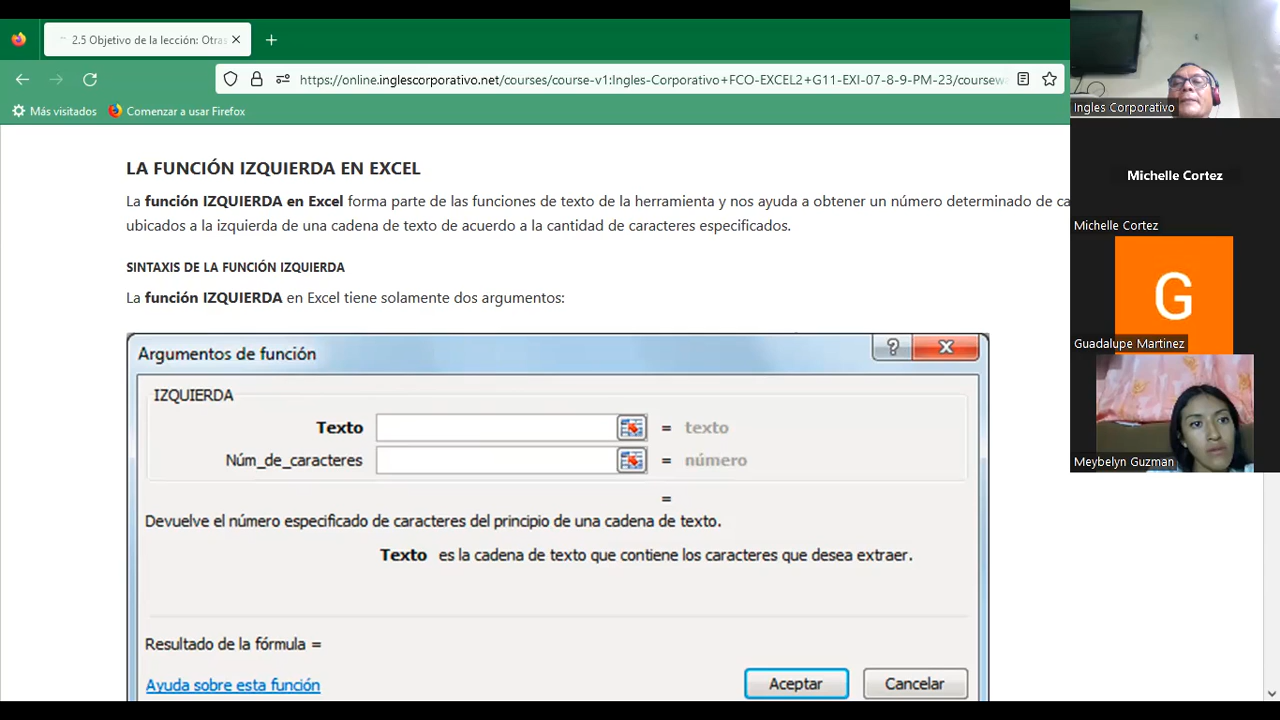 2.5 Objetivo de la lección: Otras
https://online.inglescorporativo.net/courses/course-v1:Ingles-Corporativo+FCO-EXCEL2+G11-EXI-07-8-9-PM-23/coursewa
Más visitados
Comenzar a usar Firefox
LA FUNCIÓN IZQUIERDA EN EXCEL
La función IZQUIERDA en Excel forma parte de las funciones de texto de la herramienta y nos ayuda a obtener un número determinado de ca
ubicados a la izquierda de una cadena de texto de acuerdo a la cantidad de caracteres especificados.
SINTAXIS DE LA FUNCIÓN IZQUIERDA
La función IZQUIERDA en Excel tiene solamente dos argumentos:
Argumentos de función
?
IZQUIERDA
Texto = texto
Núm_de_caracteres = número
=
Devuelve el número especificado de caracteres del principio de una cadena de texto.
Texto es la cadena de texto que contiene los caracteres que desea extraer.
Resultado de la fórmula =
Ayuda sobre esta función
Aceptar
Cancelar
Ingles Corporativo
Michelle Cortez
Michelle Cortez
G
Guadalupe Martinez
Meybelyn Guzman